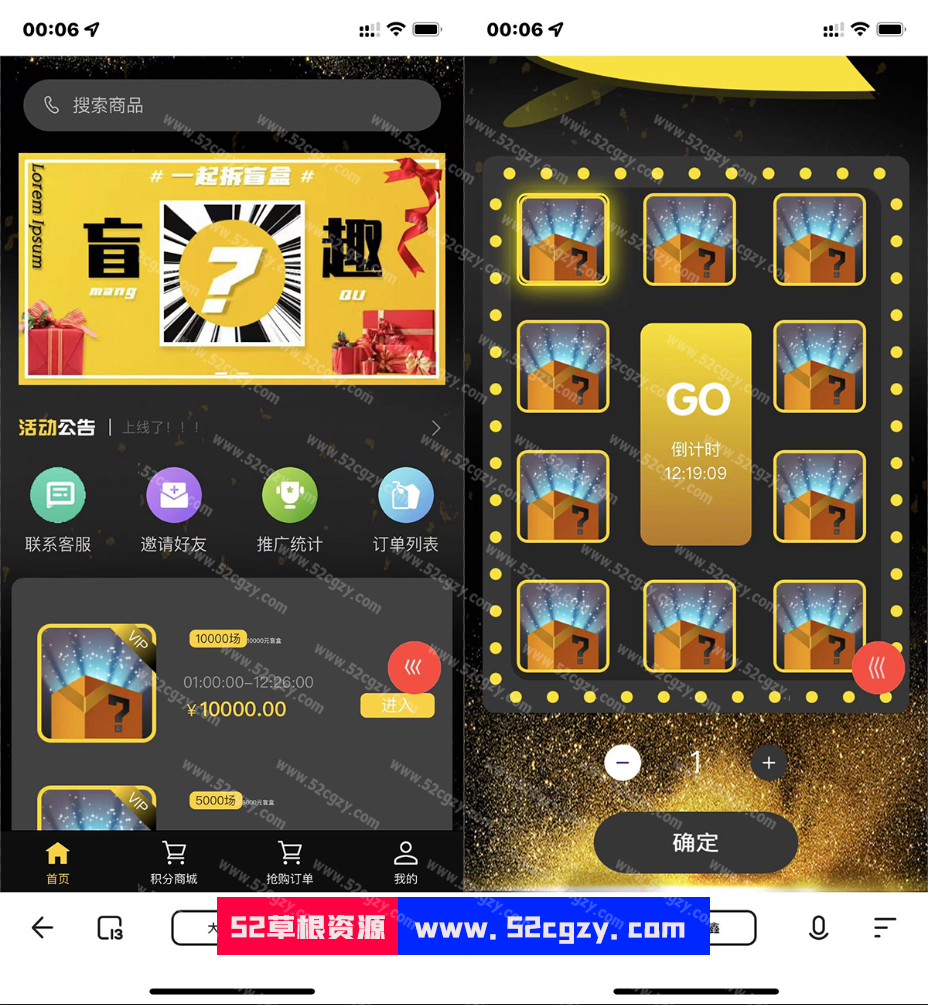 00:06
搜索商品
Lorem Ipsum
# 一起拆盲盒 #
盲
mang
?
趣
QU
活动公告
上线了！！！
联系客服
邀请好友
推广统计
订单列表
VIP
10000场
10000元盲盒
01:00:00-12:26:00
¥10000.00
进入
VIP
5000场
5000元盲盒
首页
积分商城
抢购订单
我的
13
大
00:06
GO
倒计时
12:19:09
1
确定
鑫
52草根资源
www.52cgzy.com